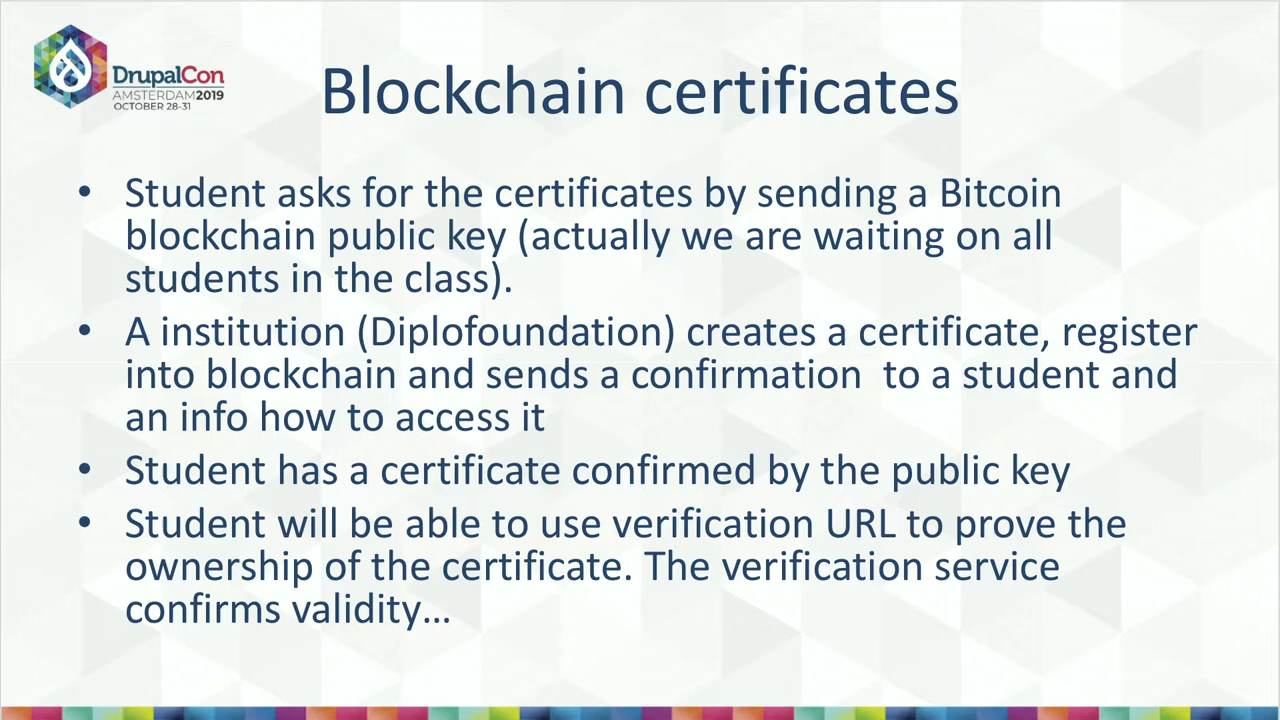 DrupalCon
AMSTERDAM2019
OCTOBER 28-31
Blockchain certificates
• Student asks for the certificates by sending a Bitcoin
blockchain public key (actually we are waiting on all
students in the class).
• A institution (Diplofoundation) creates a certificate, register
into blockchain and sends a confirmation  to a student and
an info how to access it
• Student has a certificate confirmed by the public key
• Student will be able to use verification URL to prove the
ownership of the certificate. The verification service
confirms validity…